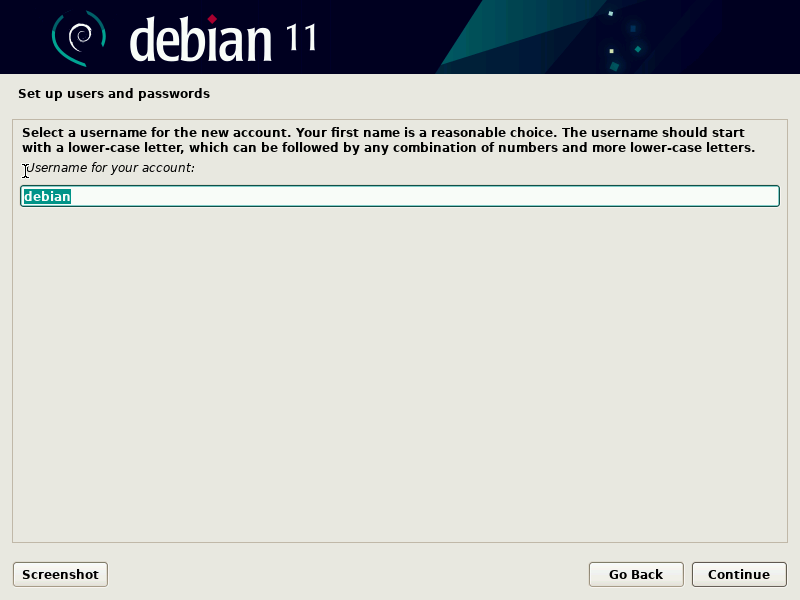 debian 11
Set up users and passwords
Select a username for the new account. Your first name is a reasonable choice. The username should start
with a lower-case letter, which can be followed by any combination of numbers and more lower-case letters.
Username for your account:
debian
Screenshot
Go Back
Continue